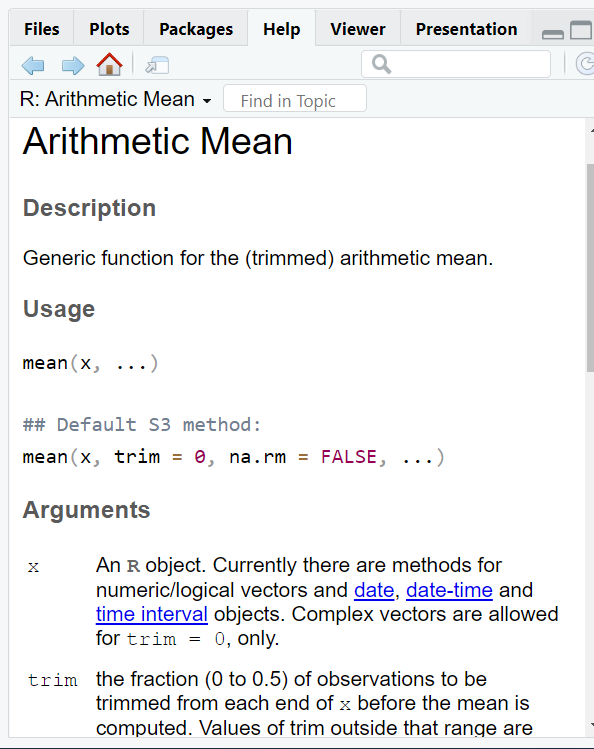 Files Plots Packages Help Viewer Presentation
R: Arithmetic Mean Find in Topic
Arithmetic Mean
Description
Generic function for the (trimmed) arithmetic mean.
Usage
mean(x, ...)
## Default S3 method:
mean(x, trim = 0, na.rm = FALSE, ...)
Arguments
x An R object. Currently there are methods for
numeric/logical vectors and date, date-time and
time interval objects. Complex vectors are allowed
for trim = 0, only.
trim the fraction (0 to 0.5) of observations to be
trimmed from each end of x before the mean is
computed. Values of trim outside that range are